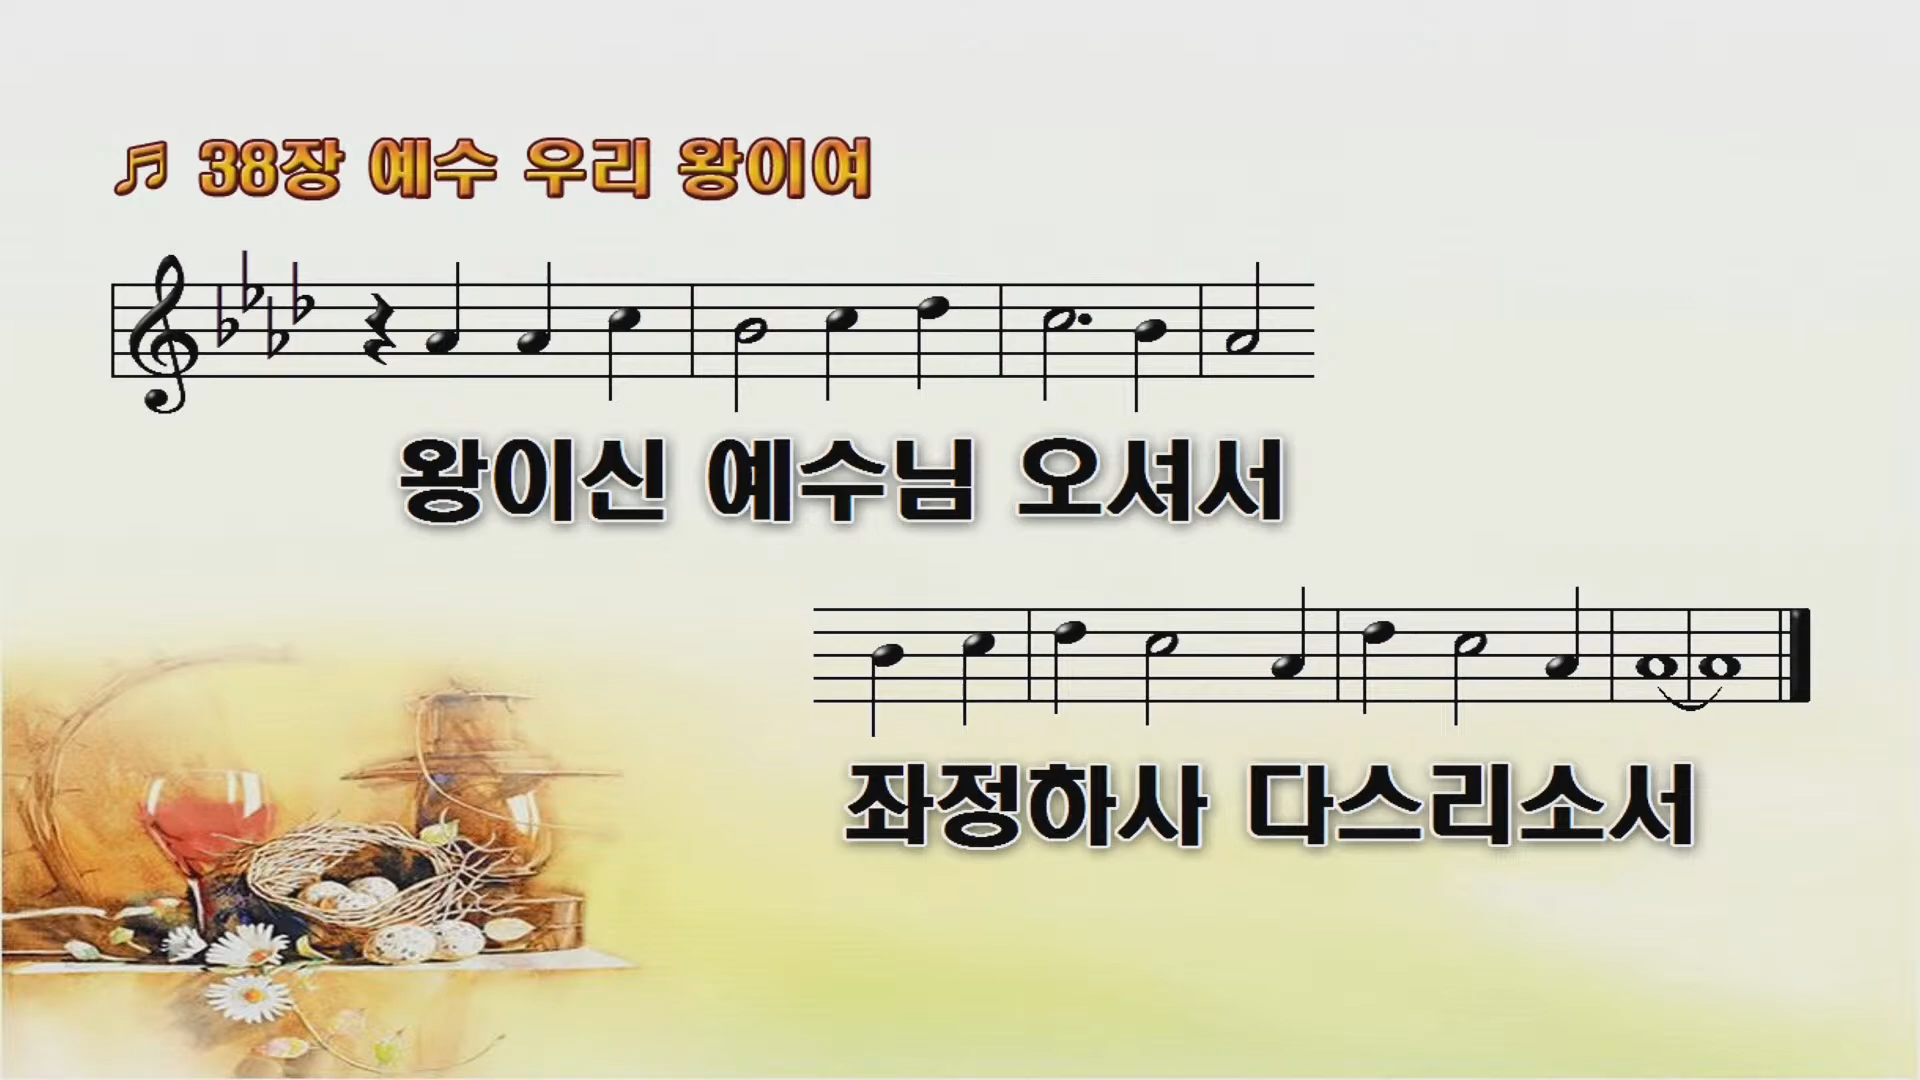 38장 예수 우리 왕이여
왕이신 예수님 오셔서
좌정하사 다스리소서